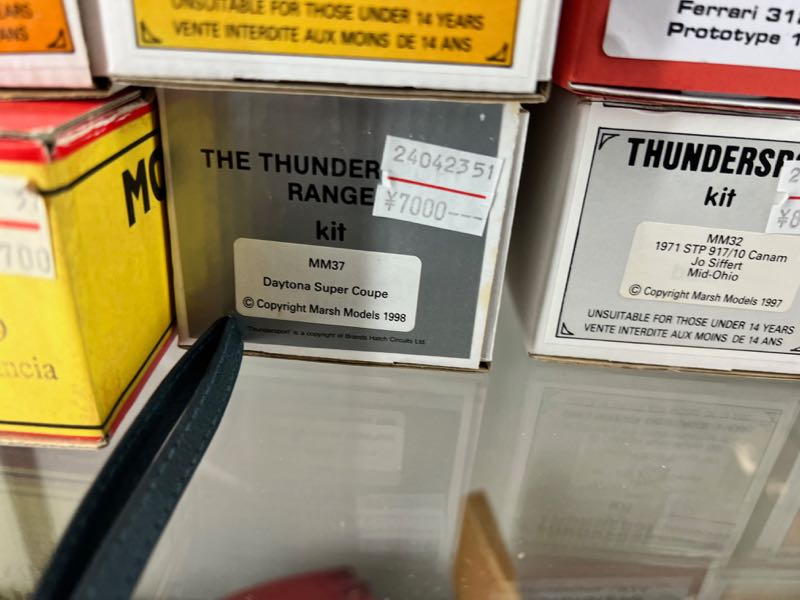 ARS
ANS
UNSUITABLE FOR THOSE UNDER 14 YEARS
VENTE INTERDITE AUX MOINS DE 14 ANS
Ferrari 31
Prototype 1
700
MO
ncia
THE THUNDER
RANGE
kit
24042351
¥7000---
MM37
Daytona Super Coupe
© Copyright Marsh Models 1998
"Thundersport" is a copyright of Brands Hatch Circuits Ltd.
THUNDERSP
kit
2
¥8
MM32
1971 STP 917/10 Canam
Jo Siffert
Mid-Ohio
© Copyright Marsh Models 1997
UNSUITABLE FOR THOSE UNDER 14 YEARS
VENTE INTERDITE AUX MOINS DE 14 ANS